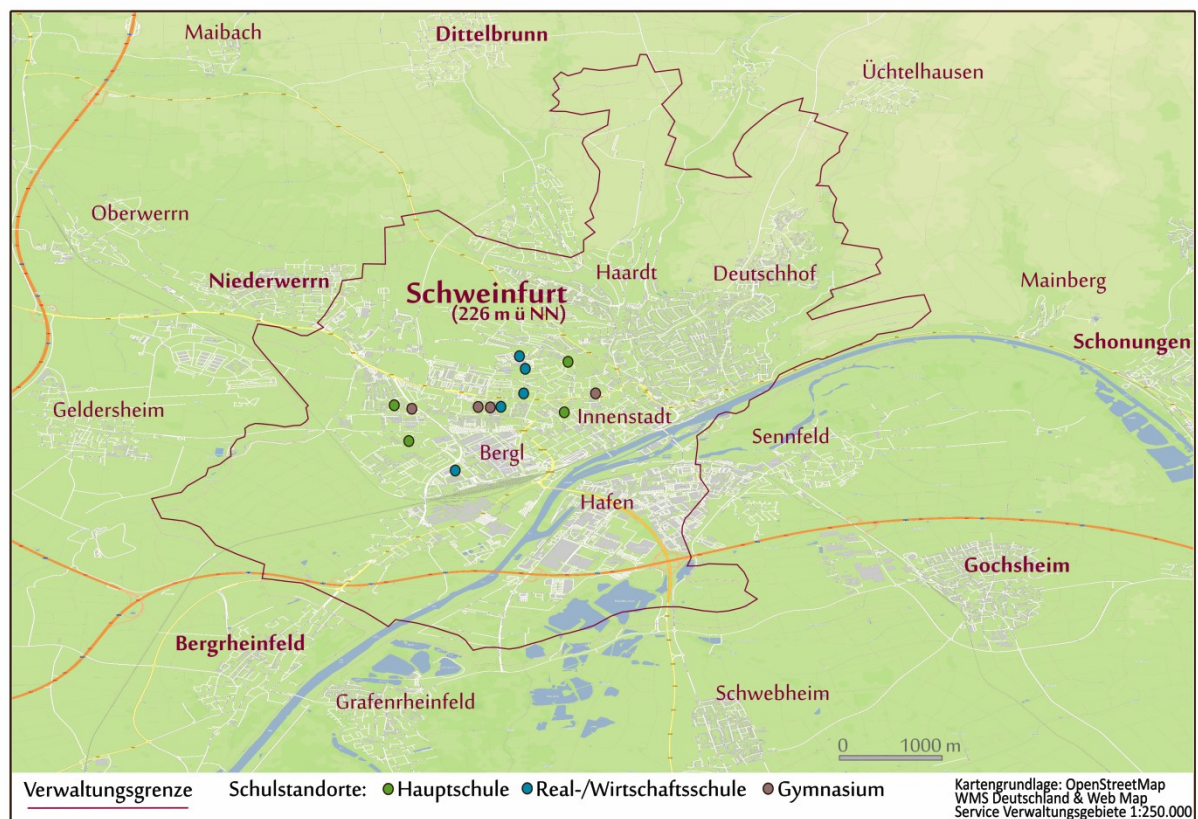 Maibach
Dittelbrunn
Üchtelhausen
Oberwerrn
Niederwerrn
Haardt
Deutschhof
Schweinfurt
(226 m ü NN)
Mainberg
Schonungen
Geldersheim
Innenstadt
Bergl
Sennfeld
Hafen
Gochsheim
Bergrheinfeld
Grafenrheinfeld
Schwebheim
0 1000 m
Verwaltungsgrenze
Schulstandorte: Hauptschule Real-/Wirtschaftsschule Gymnasium
Kartengrundlage: OpenStreetMap
WMS Deutschland & Web Map
Service Verwaltungsgebiete 1:250.000